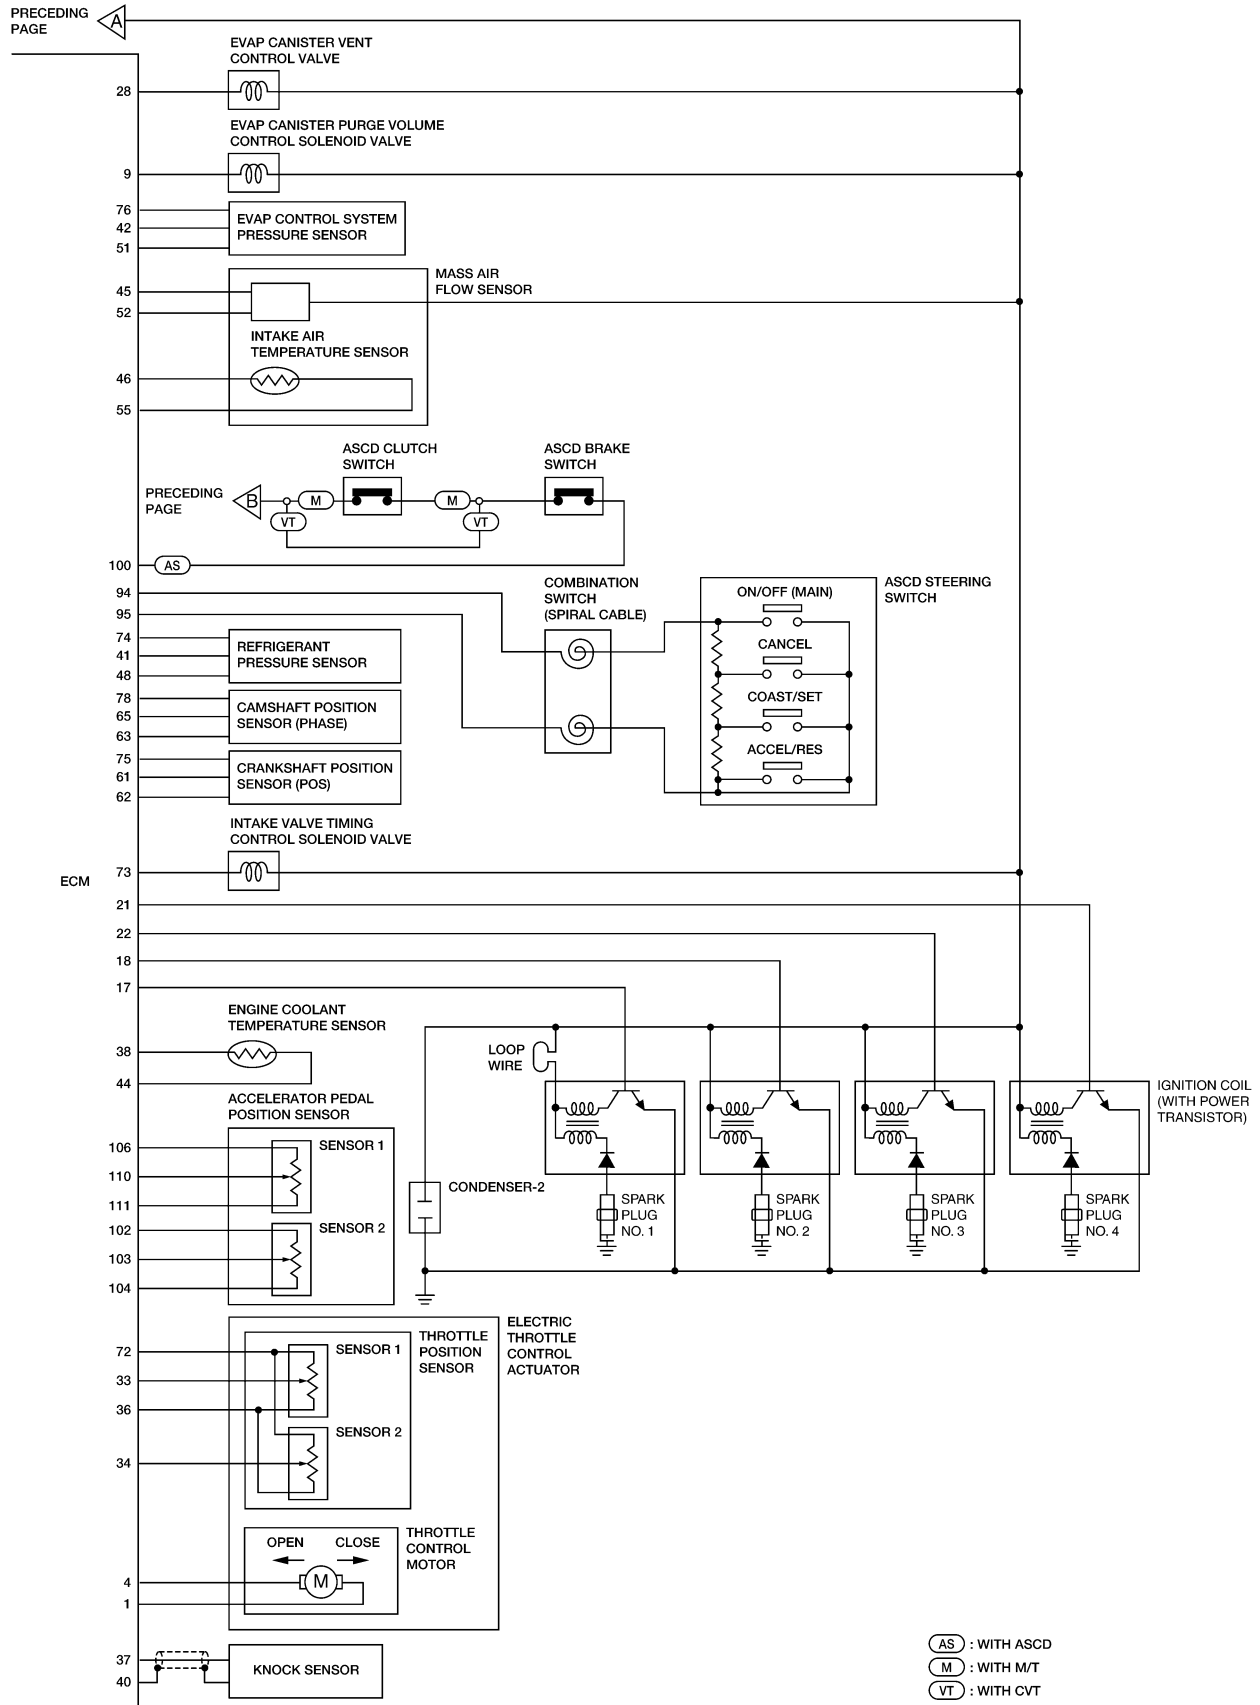 PRECEDING
PAGE
A
EVAP CANISTER VENT
CONTROL VALVE
28
EVAP CANISTER PURGE VOLUME
CONTROL SOLENOID VALVE
9
76
42
51
EVAP CONTROL SYSTEM
PRESSURE SENSOR
MASS AIR
FLOW SENSOR
45
52
INTAKE AIR
TEMPERATURE SENSOR
46
55
ASCD CLUTCH
SWITCH
ASCD BRAKE
SWITCH
PRECEDING
PAGE
B
M
M
VT
VT
100
AS
94
95
COMBINATION
SWITCH
(SPIRAL CABLE)
ASCD STEERING
SWITCH
ON/OFF (MAIN)
CANCEL
COAST/SET
ACCEL/RES
74
41
48
REFRIGERANT
PRESSURE SENSOR
78
65
63
CAMSHAFT POSITION
SENSOR (PHASE)
75
61
62
CRANKSHAFT POSITION
SENSOR (POS)
INTAKE VALVE TIMING
CONTROL SOLENOID VALVE
73
ECM
21
22
18
17
ENGINE COOLANT
TEMPERATURE SENSOR
38
44
LOOP
WIRE
IGNITION COIL
(WITH POWER
TRANSISTOR)
ACCELERATOR PEDAL
POSITION SENSOR
106
110
111
SENSOR 1
102
103
104
SENSOR 2
CONDENSER-2
SPARK
PLUG
NO. 1
SPARK
PLUG
NO. 2
SPARK
PLUG
NO. 3
SPARK
PLUG
NO. 4
ELECTRIC
THROTTLE
CONTROL
ACTUATOR
THROTTLE
POSITION
SENSOR
72
33
36
34
SENSOR 1
SENSOR 2
THROTTLE
CONTROL
MOTOR
OPEN
CLOSE
M
4
1
37
40
KNOCK SENSOR
AS : WITH ASCD
M : WITH M/T
VT : WITH CVT